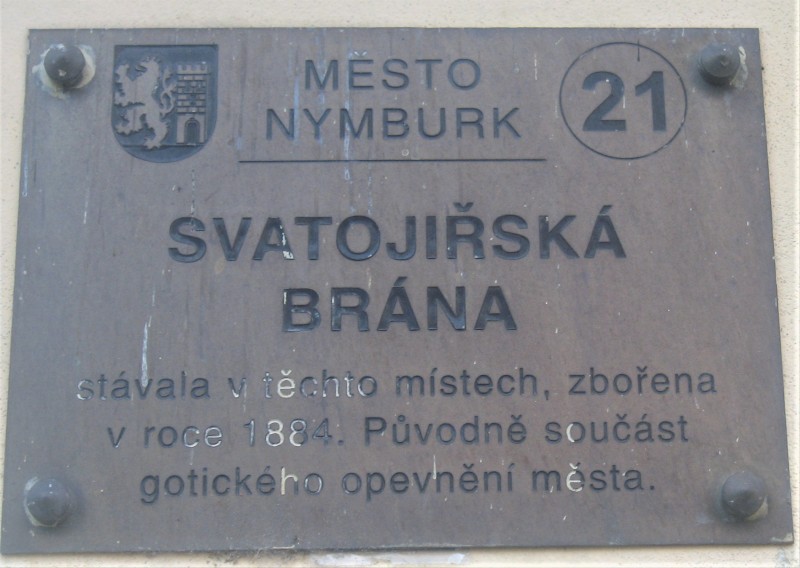 MĚSTO
NYMBURK
21
SVATOJIŘSKÁ
BRÁNA
stávala v těchto místech, zbořena
v roce 1884. Původně součást
gotického opevnění města.